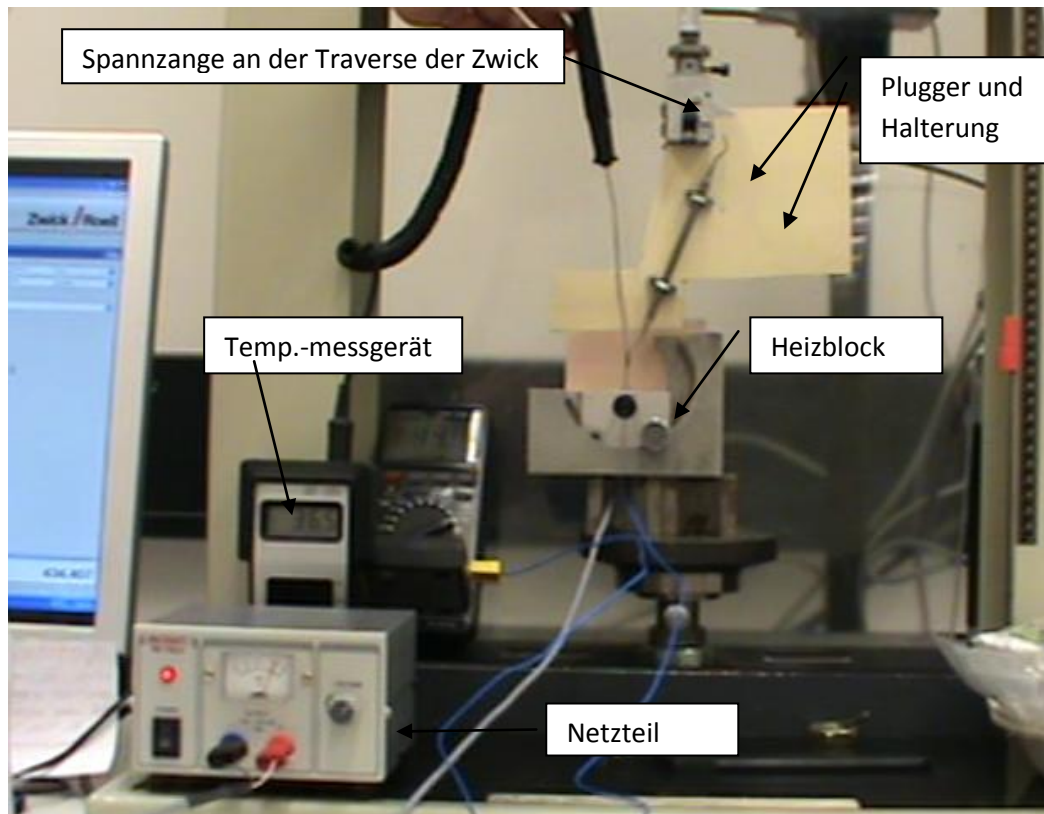 Spannzange an der Traverse der Zwick
Plugger und
Halterung
Zwick / Roell
Temp.-messgerät
Heizblock
Netzteil